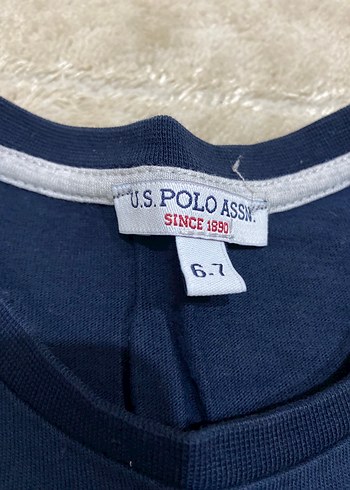 U.S. POLO ASSN.
SINCE 1890
6-7